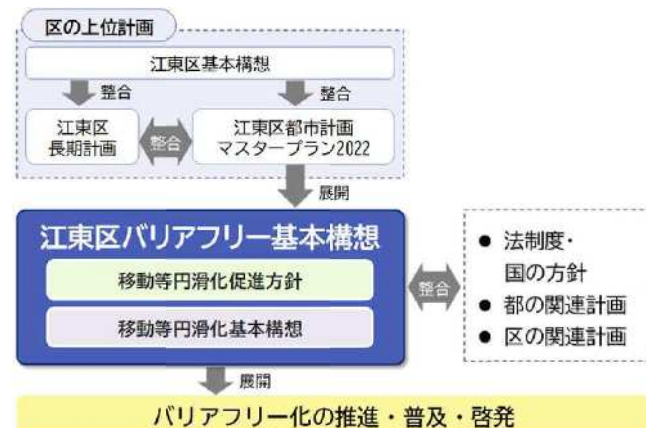 区の上位計画
江東区基本構想
整合
整合
江東区
長期計画
整合
江東区都市計画
マスタープラン2022
展開
江東区バリアフリー基本構想
移動等円滑化促進方針
移動等円滑化基本構想
整合
● 法制度・
国の方針
● 都の関連計画
● 区の関連計画
展開
バリアフリー化の推進・普及・啓発